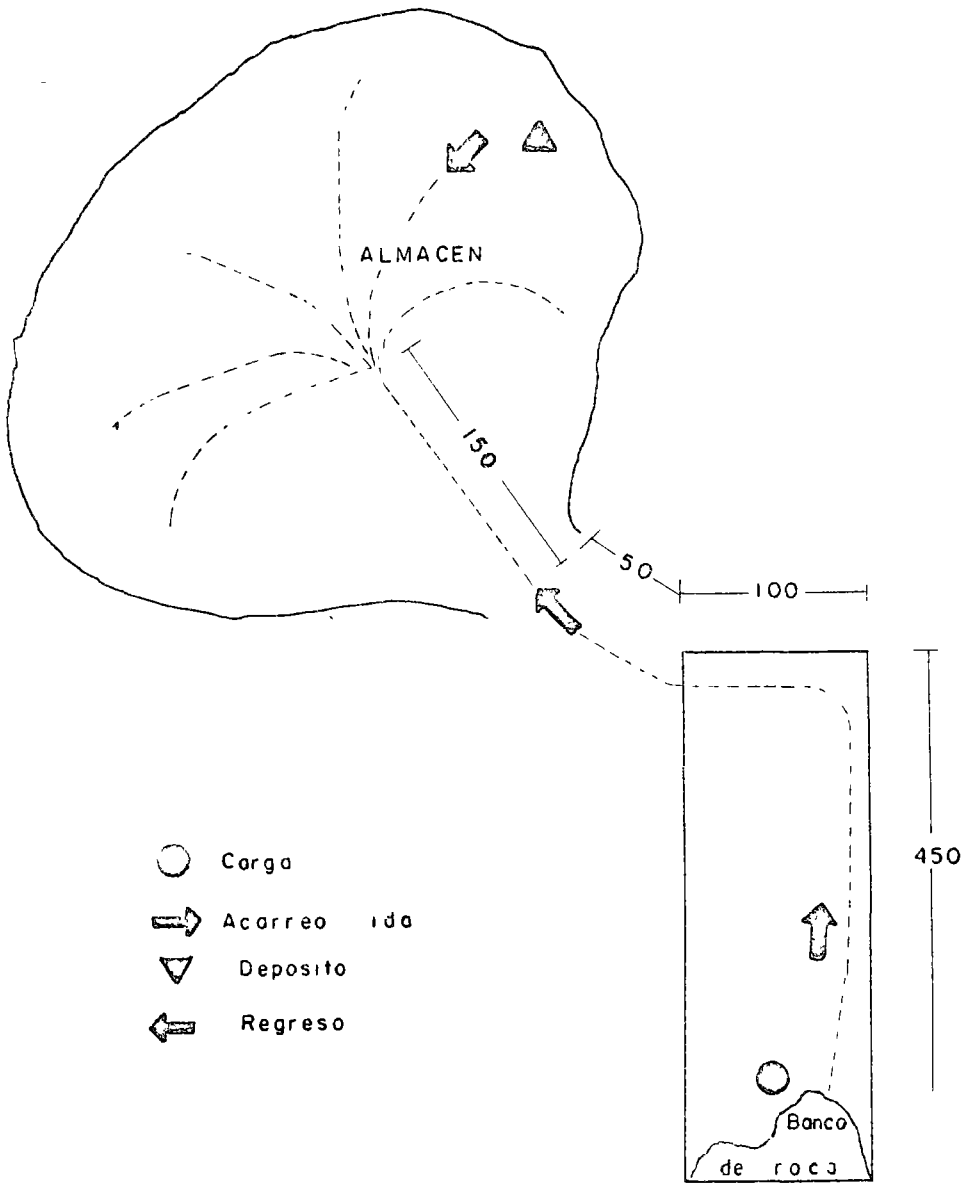 ALMACEN
150
50
100
450
Carga
Acarreo ida
Deposito
Regreso
Banco
de roca